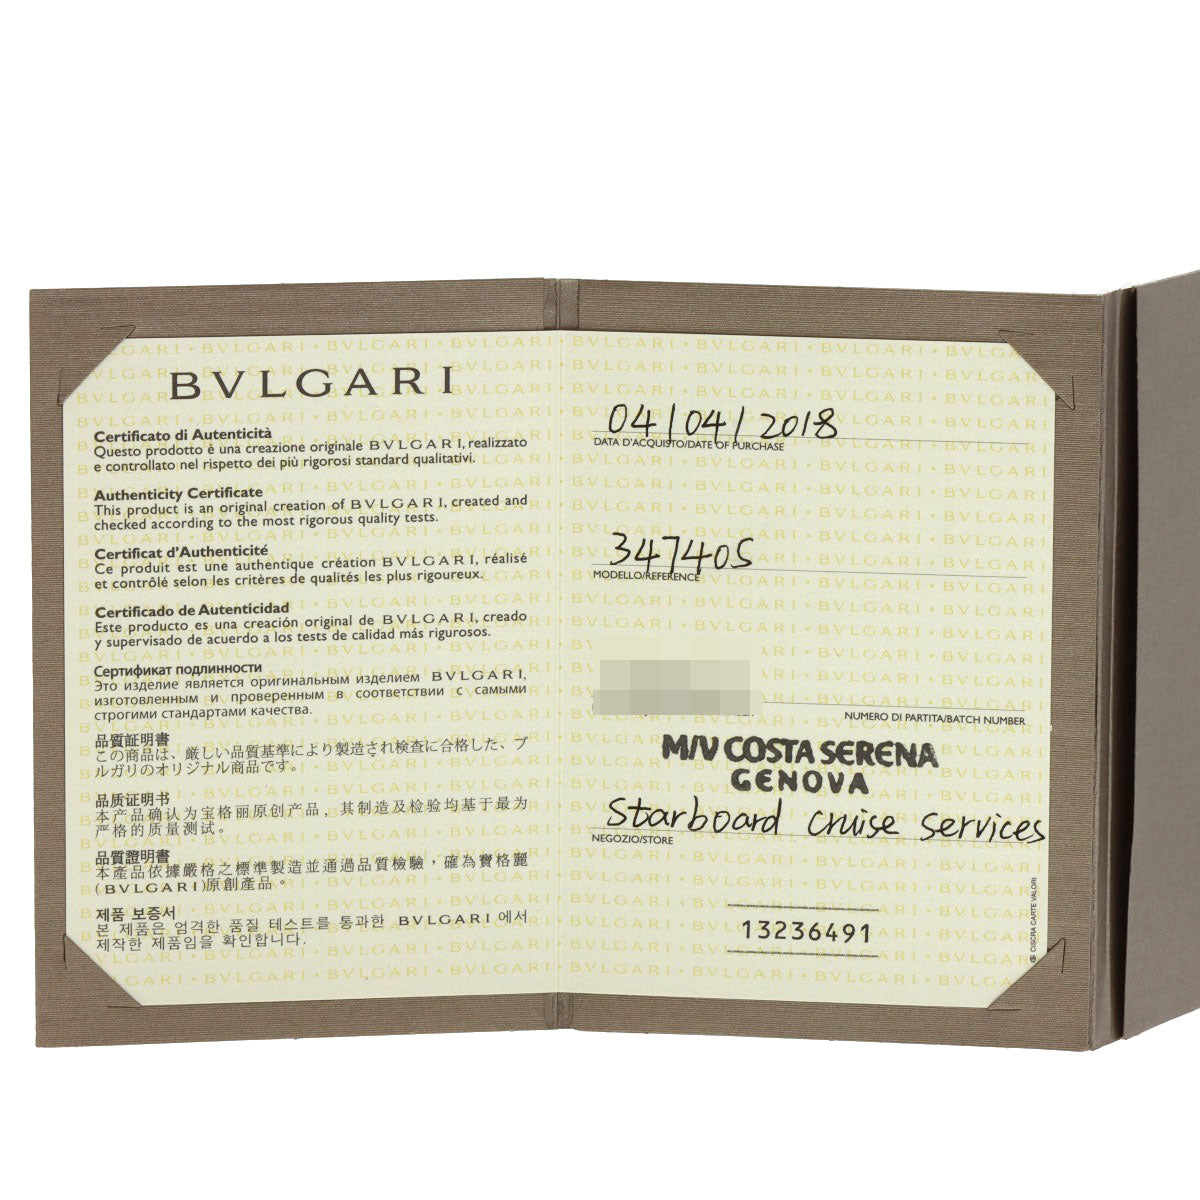 BVLGARI
Certificato di Autenticità
Questo prodotto è una creazione originale BVLGARI, realizzato
e controllato nel rispetto dei più rigorosi standard qualitativi.
Authenticity Certificate
This product is an original creation of BVLGARI, created and
checked according to the most rigorous quality tests.
Certificat d'Authenticité
Ce produit est une authentique création BVLGARI, réalisé
et contrôlé selon les critères de qualités les plus rigoureux.
Certificado de Autenticidad
Este producto es una creación original de BVLGARI, creado
y supervisado de acuerdo a los tests de calidad más rigurosos.
Сертификат подлинности
Это изделие является оригинальным изделием BVLGARI,
изготовленным и проверенным в соответствии с самыми
строгими стандартами качества.
品質証明書
この商品は、厳しい品質基準により製造され検査に合格した、ブ
ルガリのオリジナル商品です。
品质证明书
本产品确认为宝格丽原创产品，其制造及检验均基于最为
严格的质量测试。
品質證明書
本產品依據嚴格之標準製造並通過品質檢驗，確為寶格麗
(BVLGARI)原創產品。
제품 보증서
본 제품은 엄격한 품질 테스트를 통과한 BVLGARI 에서
제작한 제품임을 확인합니다.
04/04/2018
DATA D'ACQUISTO/DATE OF PURCHASE
347405
MODELLO/REFERENCE
NUMERO DI PARTITA/BATCH NUMBER
M/V COSTA SERENA
GENOVA
Starboard cruise services
NEGOZIO/STORE
13236491
CISCRA CARTE VALORI